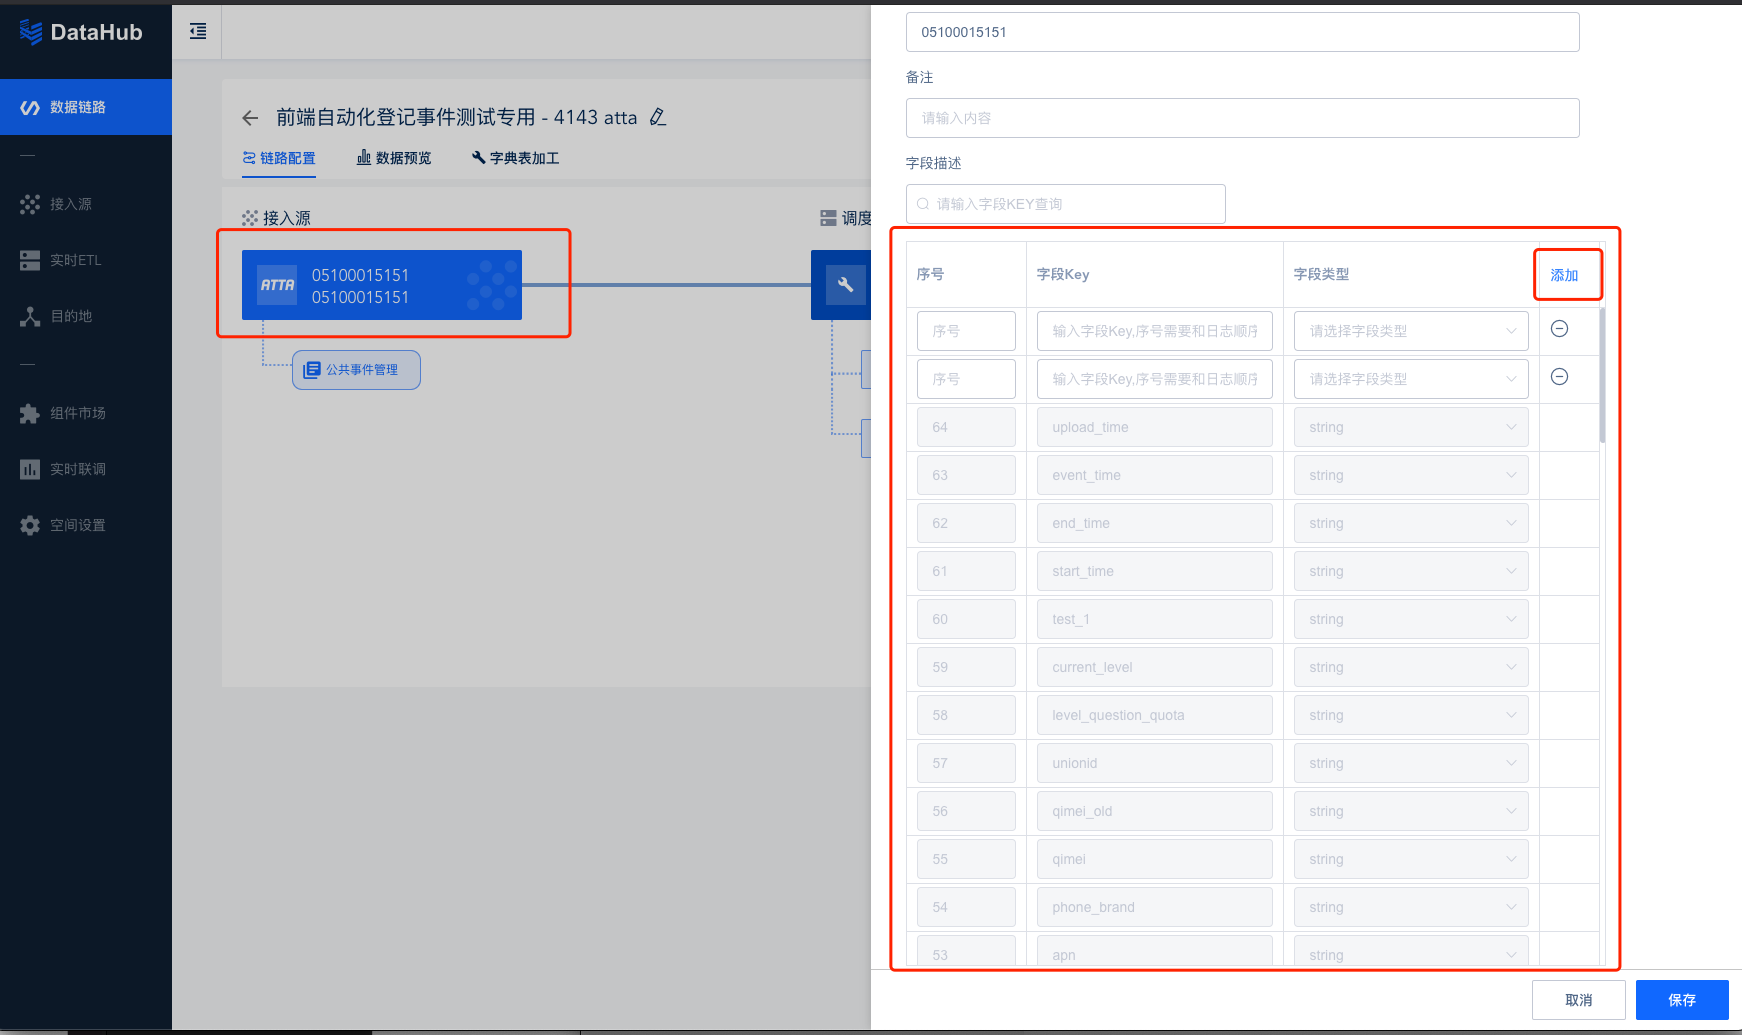 DataHub
数据链路
接入源
实时ETL
目的地
组件市场
实时联调
空间设置
前端自动化登记事件测试专用 - 4143 atta
链路配置
数据预览
字典表加工
接入源
调度
ATTA
05100015151
05100015151
公共事件管理
05100015151
备注
请输入内容
字段描述
请输入字段KEY查询
序号 字段Key 字段类型 添加
序号 输入字段Key,序号需要和日志顺序 请选择字段类型
序号 输入字段Key,序号需要和日志顺序 请选择字段类型
64 upload_time string
63 event_time string
62 end_time string
61 start_time string
60 test_1 string
59 current_level string
58 level_question_quota string
57 unionid string
56 qimei_old string
55 qimei string
54 phone_brand string
53 apn string
取消 保存